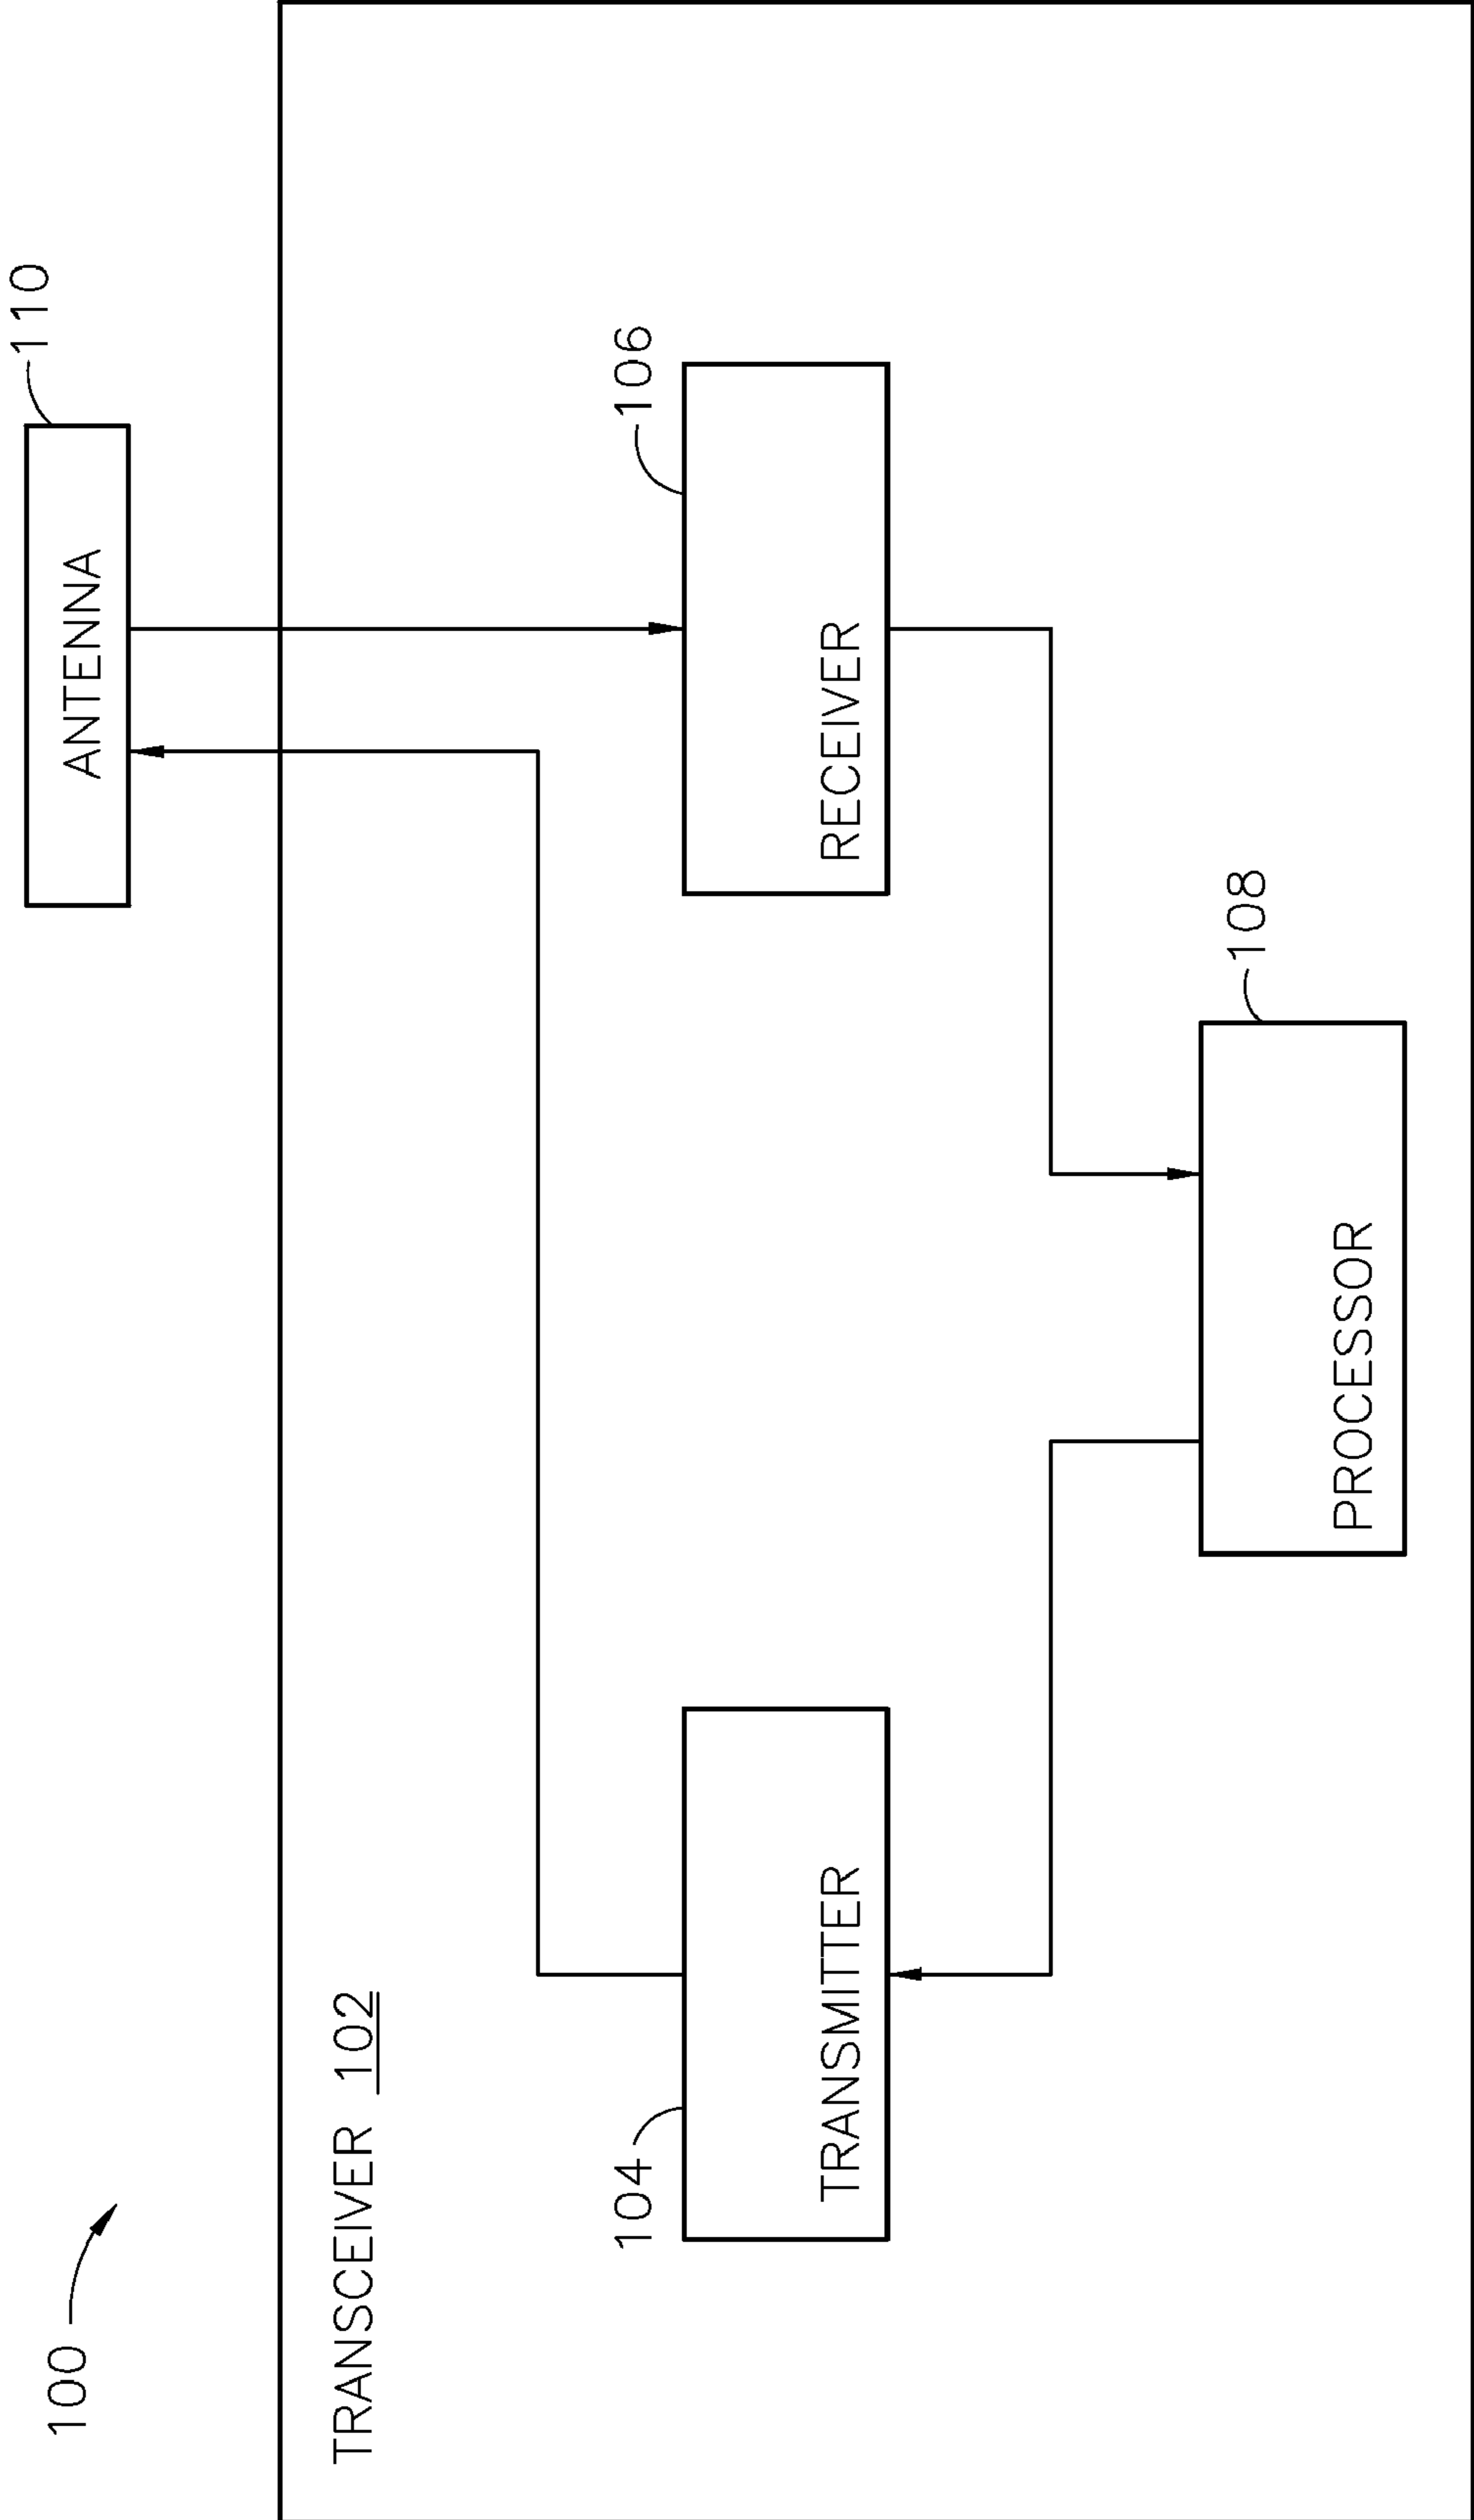 100
110
ANTENNA
TRANSCEIVER 102
104
106
TRANSMITTER
RECEIVER
108
PROCESSOR